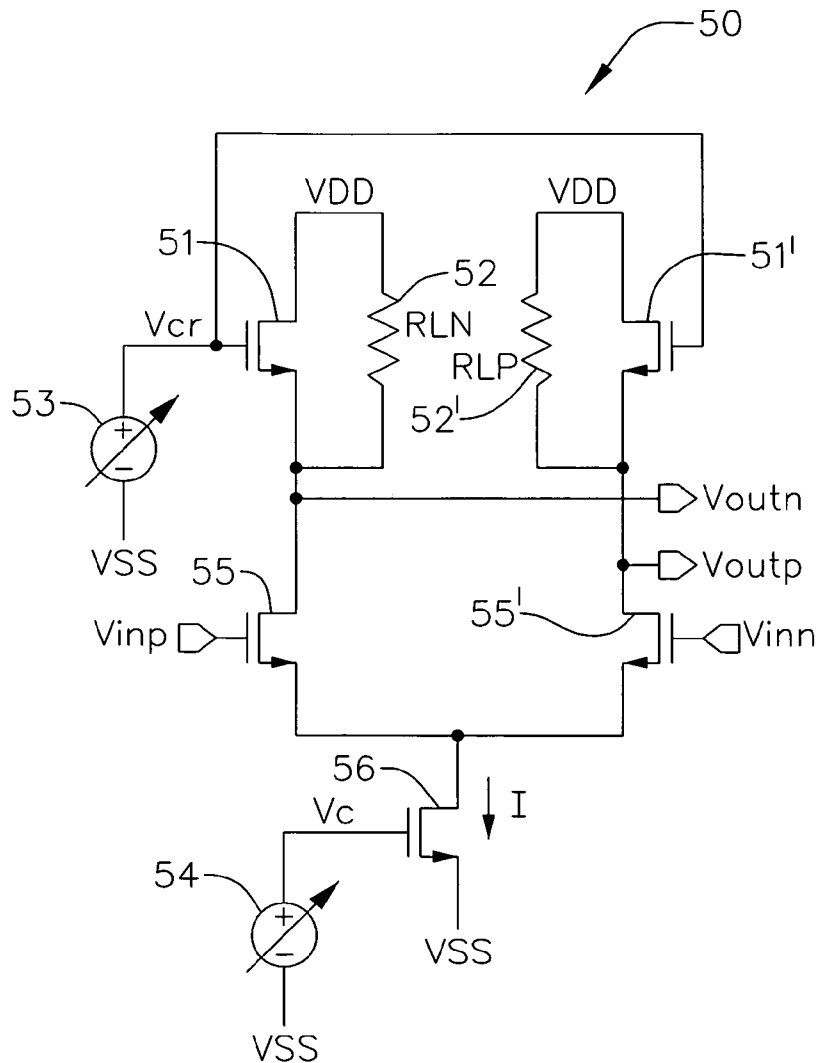 50
VDD VDD
51 52 51'
Vcr RLN
RLP
53 52'
+
-
Voutn
VSS 55 Voutp
55'
Vinp Vinn
56
Vc I
54
+
-
VSS
VSS